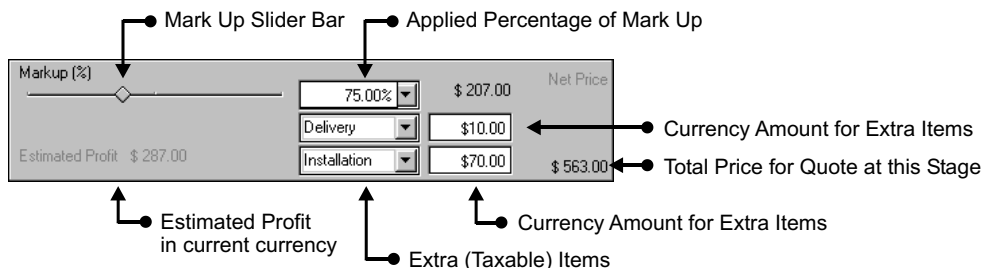 Mark Up Slider Bar
Applied Percentage of Mark Up
Markup (%)
75.00%
$ 207.00
Net Price
Delivery
$10.00
Currency Amount for Extra Items
Estimated Profit $ 287.00
Installation
$70.00
$ 563.00
Total Price for Quote at this Stage
Estimated Profit
in current currency
Currency Amount for Extra Items
Extra (Taxable) Items